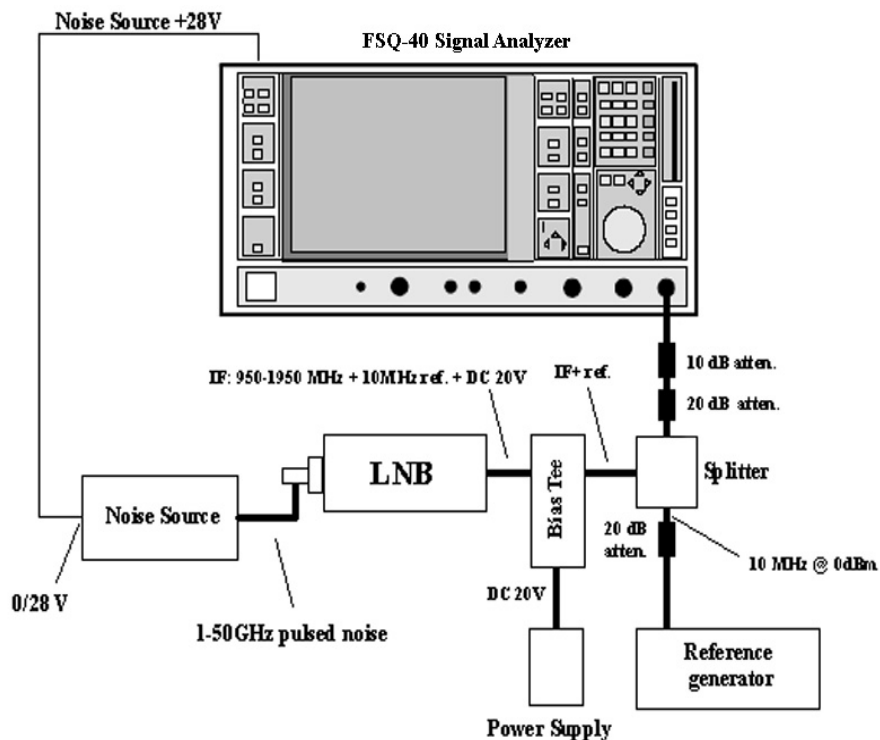 Noise Source +28V
FSQ-40 Signal Analyzer
10 dB atten.
20 dB atten.
IF: 950-1950 MHz + 10MHz ref. + DC 20V
IF+ ref.
LNB
Bias Tee
Splitter
Noise Source
20 dB
atten.
10 MHz @ 0dBm
0/28 V
DC 20V
1-50GHz pulsed noise
Reference
generator
Power Supply